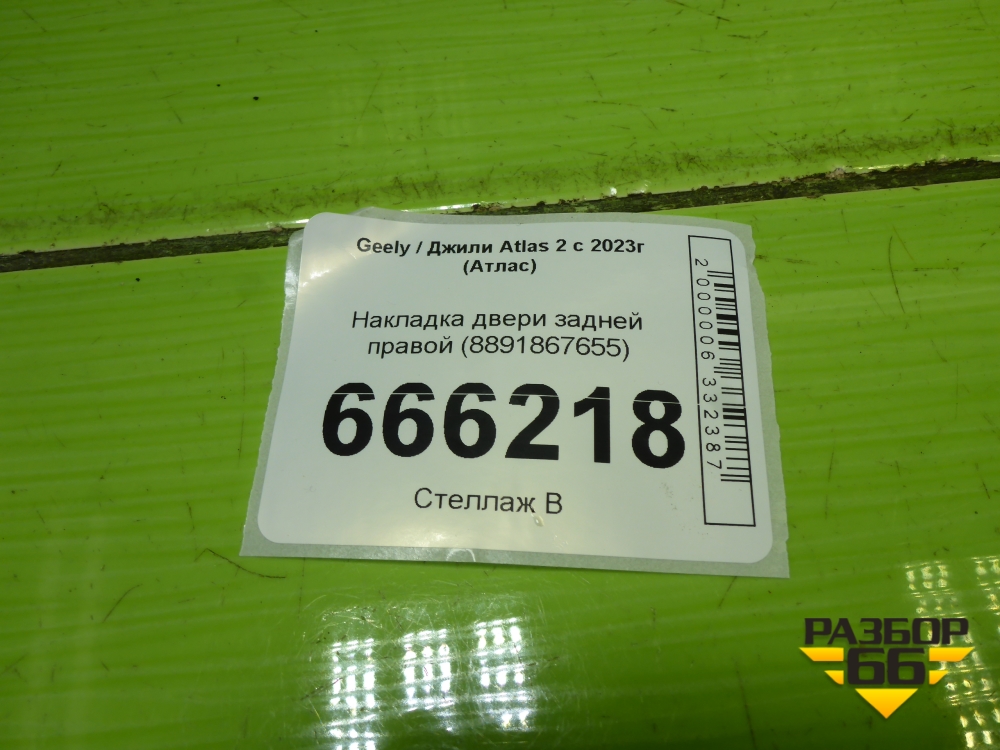 Geely / Джили Atlas 2 с 2023г
(Атлас)
Накладка двери задней
правой (8891867655)
666218
Стеллаж В
2000006332387
РАЗБОР
66